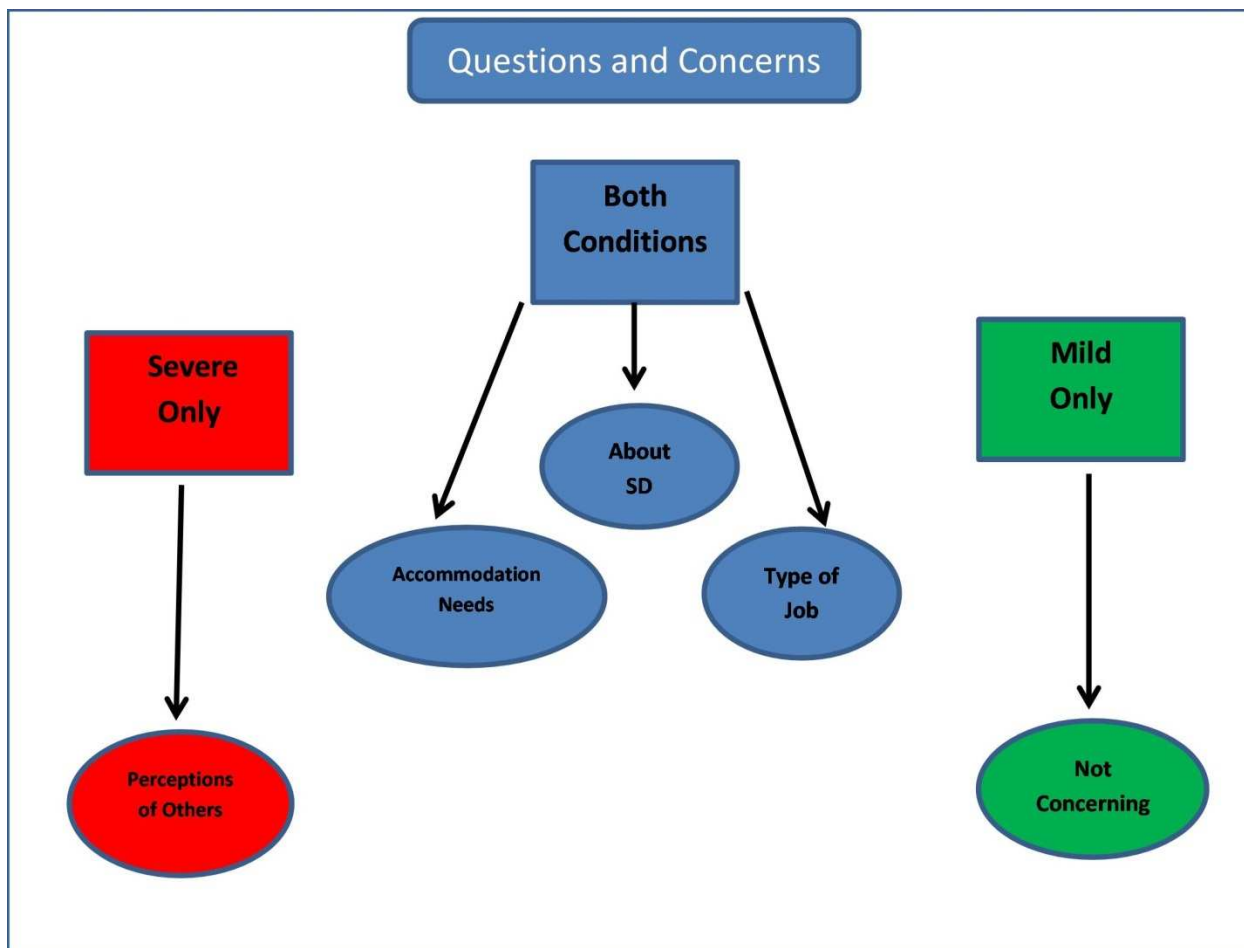 Questions and Concerns
Both
Conditions
Severe
Only
Mild
Only
About
SD
Accommodation
Needs
Type of
Job
Perceptions
of Others
Not
Concerning